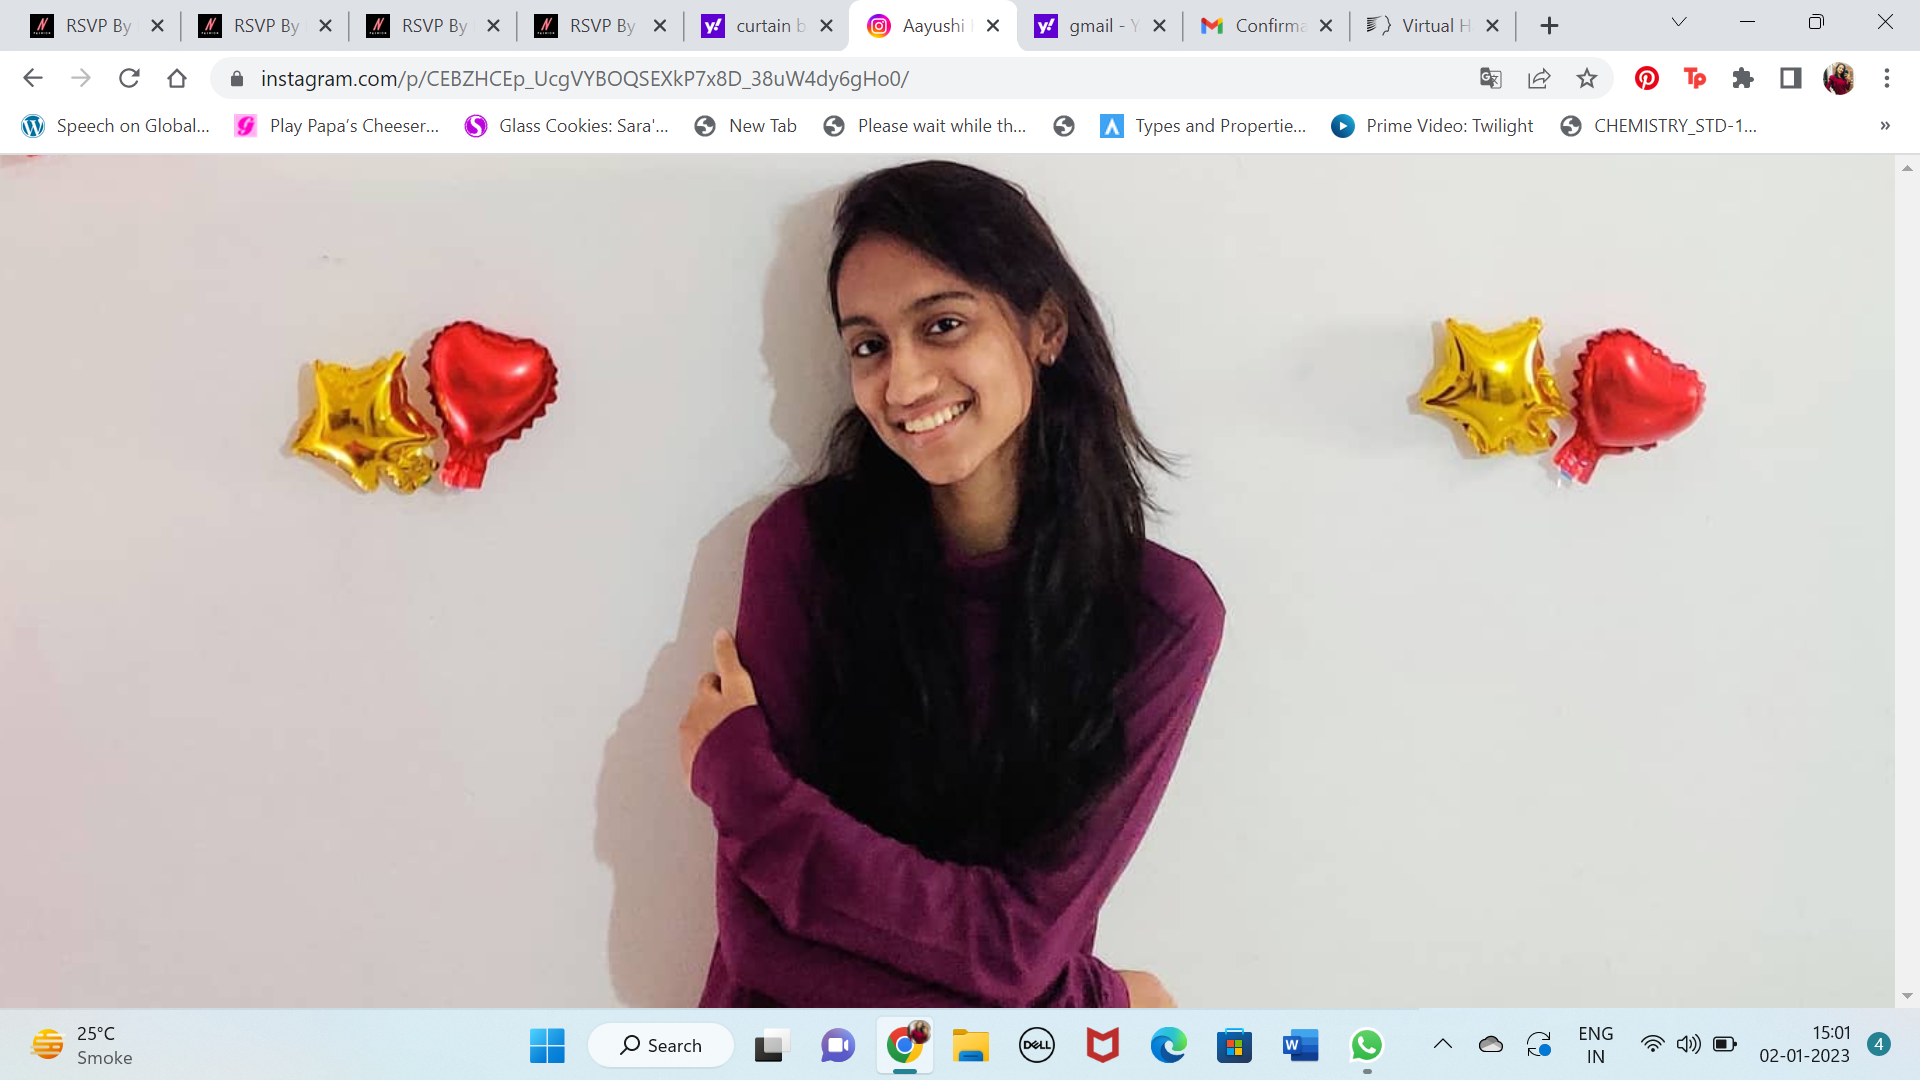 RSVP By
RSVP By
RSVP By
RSVP By
curtain b
Aayushi
gmail - Y
Confirma
Virtual H
instagram.com/p/CEBZHCEp_UcgVYBOQSEXkP7x8D_38uW4dy6gHo0/
Speech on Global...
Play Papa's Cheeser...
Glass Cookies: Sara'...
New Tab
Please wait while th...
Types and Propertie...
Prime Video: Twilight
CHEMISTRY_STD-1...
25°C
Smoke
Search
DELL
ENG
IN
15:01
02-01-2023
4